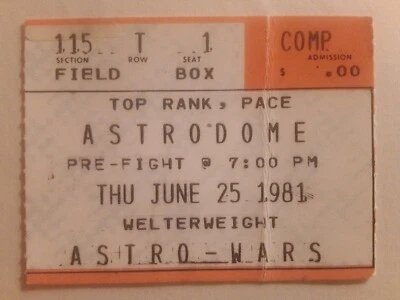 115 T 1 COMP
SECTION ROW SEAT ADMISSION
FIELD BOX $ .00
TOP RANK, PACE
ASTRODOME
PRE-FIGHT @ 7:00 PM
THU JUNE 25 1981
WELTERWEIGHT
ASTRO-WARS